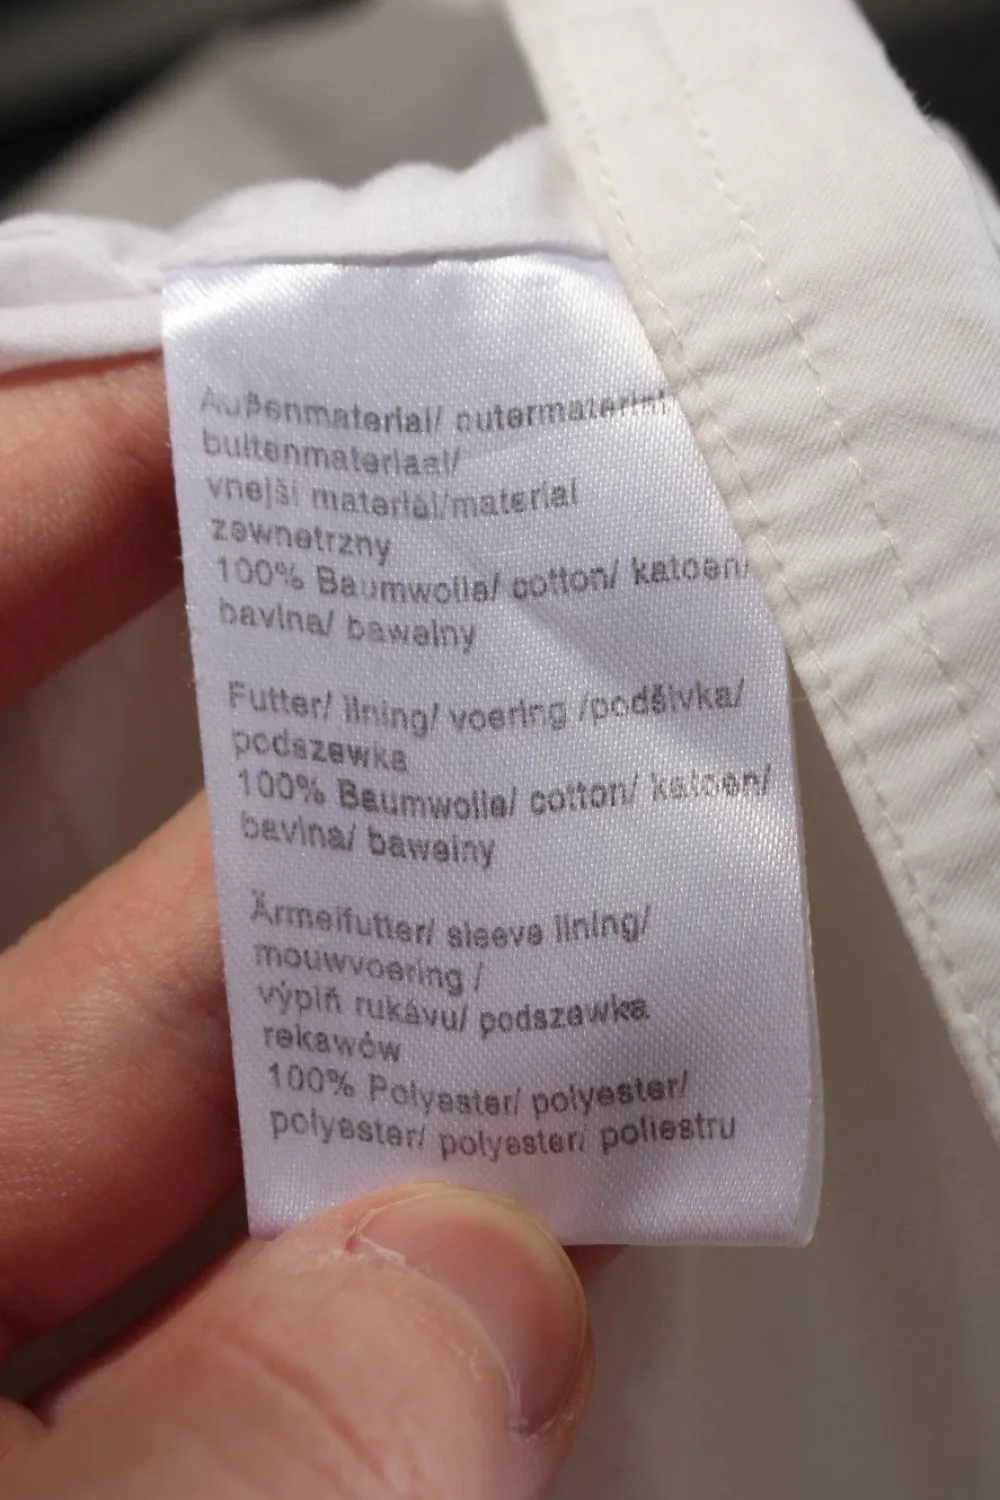 Außenmaterial/ outermaterial/
buitenmateriaal/
vnejší materiál/material
zewnetrzny
100% Baumwolle/ cotton/ katoen/
bavlna/ bawelny
Futter/ lining/ voering /podšivka/
podszewka
100% Baumwolle/ cotton/ katoen/
bavlna/ bawelny
Ärmelfutter/ sleeve lining/
mouwvoering /
výplň rukávu/ podszewka
rekawów
100% Polyester/ polyester/
polyester/ polyester/ poliestru